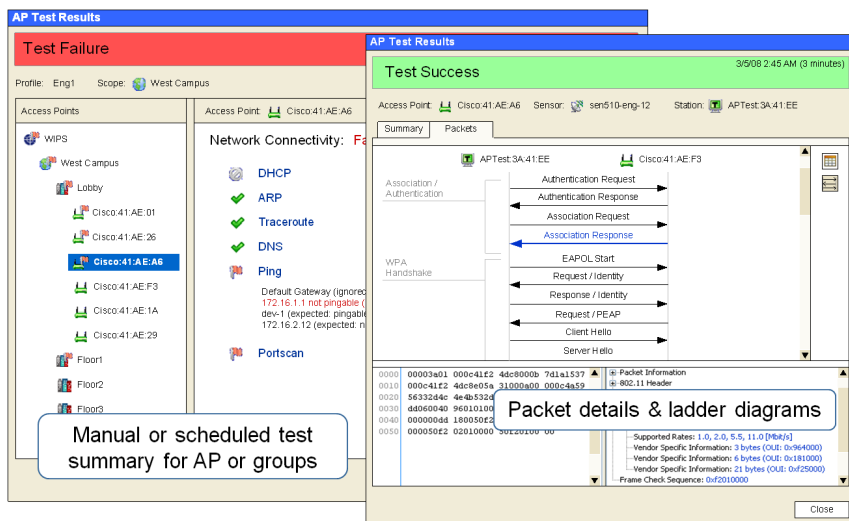 AP Test Results
Test Failure
Profile: Eng1 Scope: West Campus
Access Points
WIPS
West Campus
Lobby
Cisco:41:AE:01
Cisco:41:AE:26
Cisco:41:AE:A6
Cisco:41:AE:F3
Cisco:41:AE:1A
Cisco:41:AE:29
Floor1
Floor2
Floor3
Access Point: Cisco:41:AE:A6
Network Connectivity:
DHCP
ARP
Traceroute
DNS
Ping
Default Gateway
172.16.1.1 not pingable (
dev-1 (expected: pingable
172.16.2.12 (expected:
Portscan
Manual or scheduled test
summary for AP or groups
AP Test Results
Test Success
3/5/08 2:45 AM (3 minutes)
Access Point: Cisco:41:AE:A6 Sensor: sen510-eng-12 Station: APTest:3A:41:EE
Summary Packets
APTest:3A:41:EE Cisco:41:AE:F3
Association /
Authentication
Authentication Request
Authentication Response
Association Request
Association Response
WPA
Handshake
EAPOL Start
Request / Identity
Response / Identity
Request / PEAP
Client Hello
Server Hello
0000 00003a01 000c41f2 4dc8000b 7d1a1537
0010 000c41f2 4dc8e05a 31000a00 000c4a59
0020 56332d4c 4e4b532d
0030 dd060040 96010100
0040 000000dd 180050f2
0050 000050f2 02010000 50f20100 00
Packet Information
802.11 Header
Packet details & ladder diagrams
Supported Rates: 1.0, 2.0, 5.5, 11.0 [Mbit/s]
Vendor Specific Information: 3 bytes (OUI: 0x964000)
Vendor Specific Information: 6 bytes (OUI: 0x181000)
Vendor Specific Information: 21 bytes (OUI: 0xf25000)
Frame Check Sequence: 0xf2010000
Close